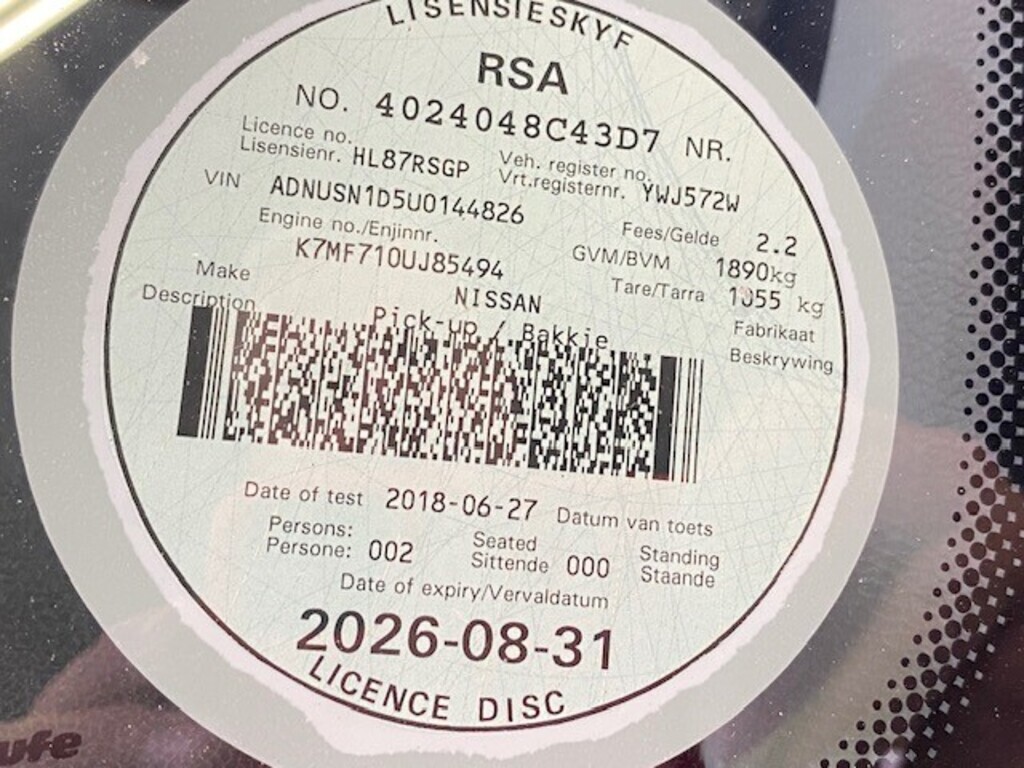 LISENSIESKYF
RSA
NO. 4024048C43D7 NR.
Licence no. Veh. register no.
Lisensienr. HL87RSGP Vrt.registernr. YWJ572W
VIN ADNUSN1D5U0144826
Fees/Gelde 2.2
Engine no./Enjinnr. GVM/BVM 1890kg
K7MF710UJ85494 Tare/Tarra 1055 kg
Make NISSAN Fabrikaat
Description Pick-up / Bakkie Beskrywing
Date of test 2018-06-27 Datum van toets
Persons: Seated Standing
Persone: 002 Sittende 000 Staande
Date of expiry/Vervaldatum
2026-08-31
LICENCE DISC